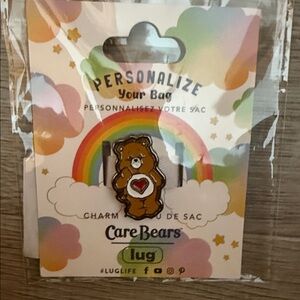 PERSONALIZE
Your Bag
PERSONNALISEZ VOTRE SAC
CHARM
DE SAC
Care Bears
lug
#LUGLIFE